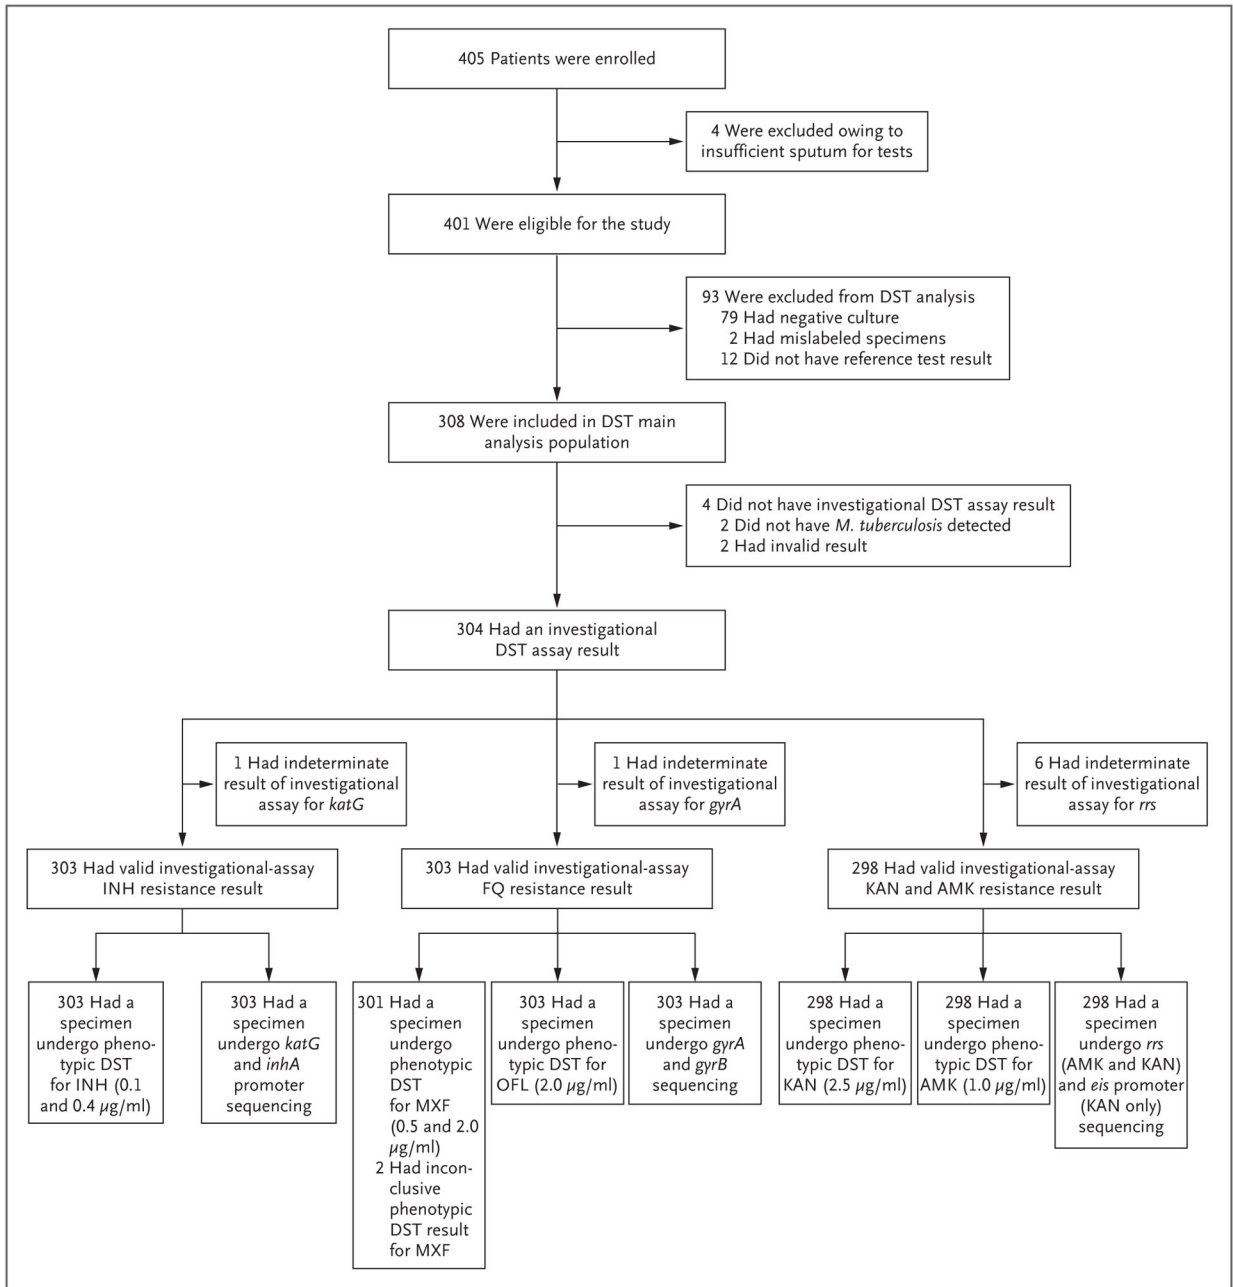 405 Patients were enrolled
4 Were excluded owing to
insufficient sputum for tests
401 Were eligible for the study
93 Were excluded from DST analysis
79 Had negative culture
2 Had mislabeled specimens
12 Did not have reference test result
308 Were included in DST main
analysis population
4 Did not have investigational DST assay result
2 Did not have M. tuberculosis detected
2 Had invalid result
304 Had an investigational
DST assay result
1 Had indeterminate
result of investigational
assay for katG
1 Had indeterminate
result of investigational
assay for gyrA
6 Had indeterminate
result of investigational
assay for rrs
303 Had valid investigational-assay
INH resistance result
303 Had valid investigational-assay
FQ resistance result
298 Had valid investigational-assay
KAN and AMK resistance result
303 Had a
specimen
undergo pheno-
typic DST
for INH (0.1
and 0.4 µg/ml)
303 Had a
specimen
undergo katG
and inhA
promoter
sequencing
301 Had a
specimen
undergo
phenotypic
DST
for MXF
(0.5 and 2.0
µg/ml)
2 Had incon-
clusive
phenotypic
DST result
for MXF
303 Had a
specimen
undergo pheno-
typic DST for
OFL (2.0 µg/ml)
303 Had a
specimen
undergo gyrA
and gyrB
sequencing
298 Had a
specimen
undergo pheno-
typic DST for
KAN (2.5 µg/ml)
298 Had a
specimen
undergo pheno-
typic DST for
AMK (1.0 µg/ml)
298 Had a
specimen
undergo rrs
(AMK and KAN)
and eis promoter
(KAN only)
sequencing